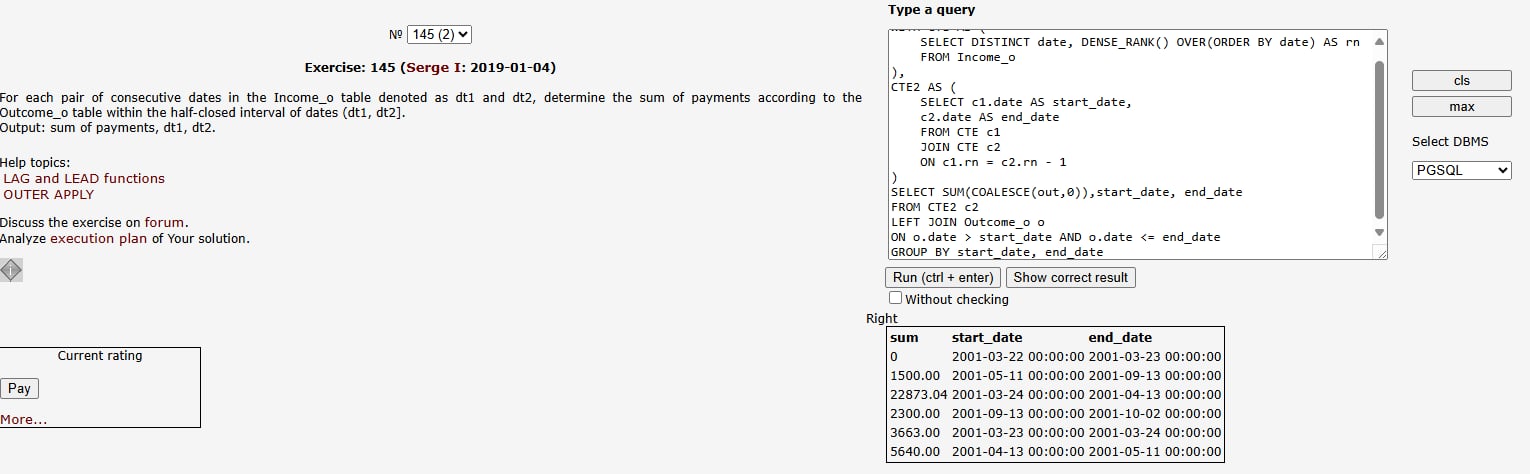 № 145 (2)
Exercise: 145 (Serge I: 2019-01-04)
For each pair of consecutive dates in the Income_o table denoted as dt1 and dt2, determine the sum of payments according to the
Outcome_o table within the half-closed interval of dates (dt1, dt2].
Output: sum of payments, dt1, dt2.
Help topics:
LAG and LEAD functions
OUTER APPLY
Discuss the exercise on forum.
Analyze execution plan of Your solution.
Current rating
Pay
More...
Type a query
    SELECT DISTINCT date, DENSE_RANK() OVER(ORDER BY date) AS rn
    FROM Income_o
),
CTE2 AS (
    SELECT c1.date AS start_date,
    c2.date AS end_date
    FROM CTE c1
    JOIN CTE c2
    ON c1.rn = c2.rn - 1
)
SELECT SUM(COALESCE(out,0)),start_date, end_date
FROM CTE2 c2
LEFT JOIN Outcome_o o
ON o.date > start_date AND o.date <= end_date
GROUP BY start_date, end_date
cls
max
Select DBMS
PGSQL
Run (ctrl + enter) Show correct result
Without checking
Right
sum start_date end_date
0 2001-03-22 00:00:00 2001-03-23 00:00:00
1500.00 2001-05-11 00:00:00 2001-09-13 00:00:00
22873.04 2001-03-24 00:00:00 2001-04-13 00:00:00
2300.00 2001-09-13 00:00:00 2001-10-02 00:00:00
3663.00 2001-03-23 00:00:00 2001-03-24 00:00:00
5640.00 2001-04-13 00:00:00 2001-05-11 00:00:00